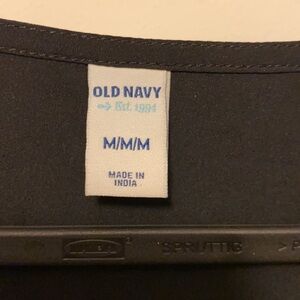 OLD NAVY
Est. 1994
M/M/M
MADE IN
INDIA
SPRUTTIG